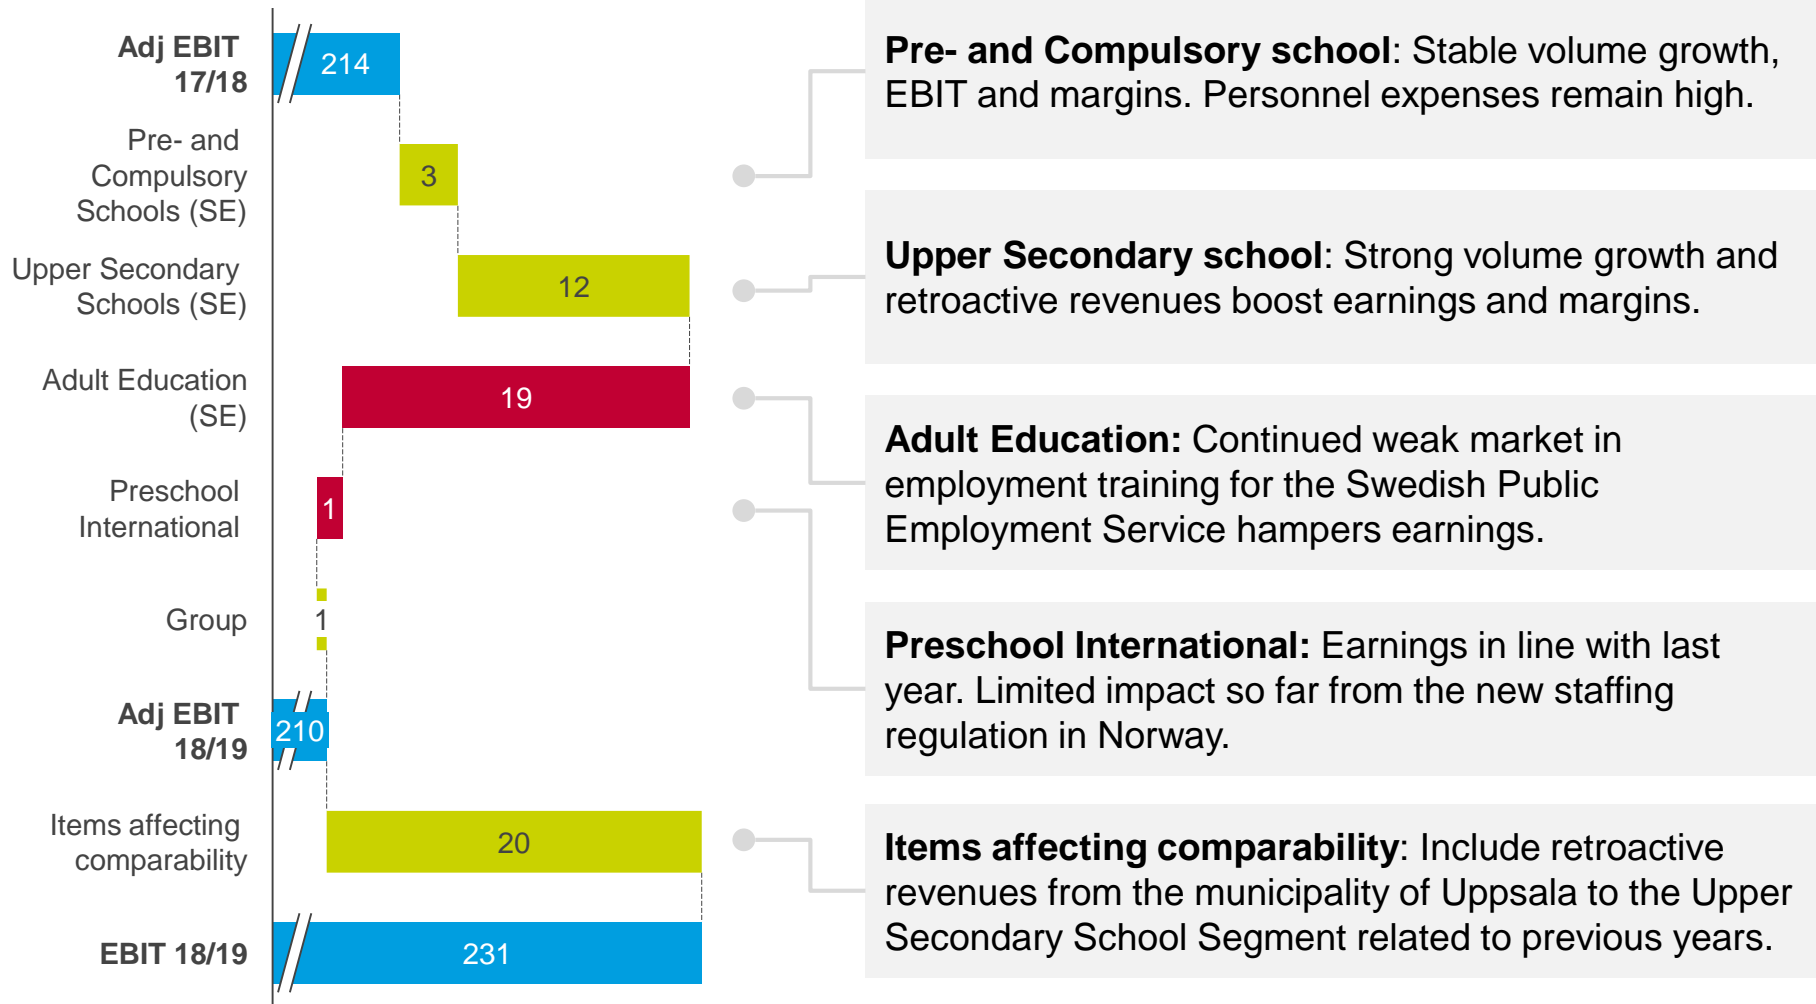 Adj EBIT
17/18
214
Pre- and
Compulsory
Schools (SE)
3
Upper Secondary
Schools (SE)
12
Adult Education
(SE)
19
Preschool
International
1
Group
1
Adj EBIT
18/19
210
Items affecting
comparability
20
EBIT 18/19
231
Pre- and Compulsory school: Stable volume growth,
EBIT and margins. Personnel expenses remain high.
Upper Secondary school: Strong volume growth and
retroactive revenues boost earnings and margins.
Adult Education: Continued weak market in
employment training for the Swedish Public
Employment Service hampers earnings.
Preschool International: Earnings in line with last
year. Limited impact so far from the new staffing
regulation in Norway.
Items affecting comparability: Include retroactive
revenues from the municipality of Uppsala to the Upper
Secondary School Segment related to previous years.